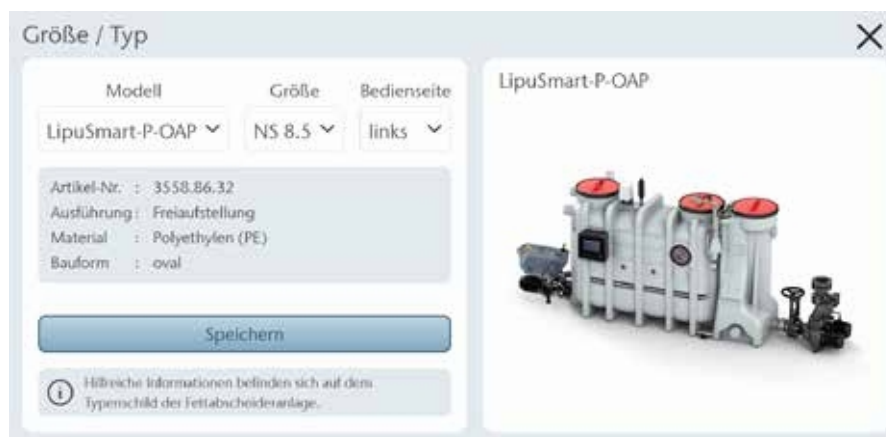 Größe / Typ
Modell Größe Bedienseite
LipuSmart-P-OAP NS 8.5 links
Artikel-Nr. : 3558.86.32
Ausführung : Freiaufstellung
Material : Polyethylen (PE)
Bauform : oval
Speichern
Hilfreiche Informationen befinden sich auf dem
Typenschild der Fettabscheideranlage.
LipuSmart-P-OAP